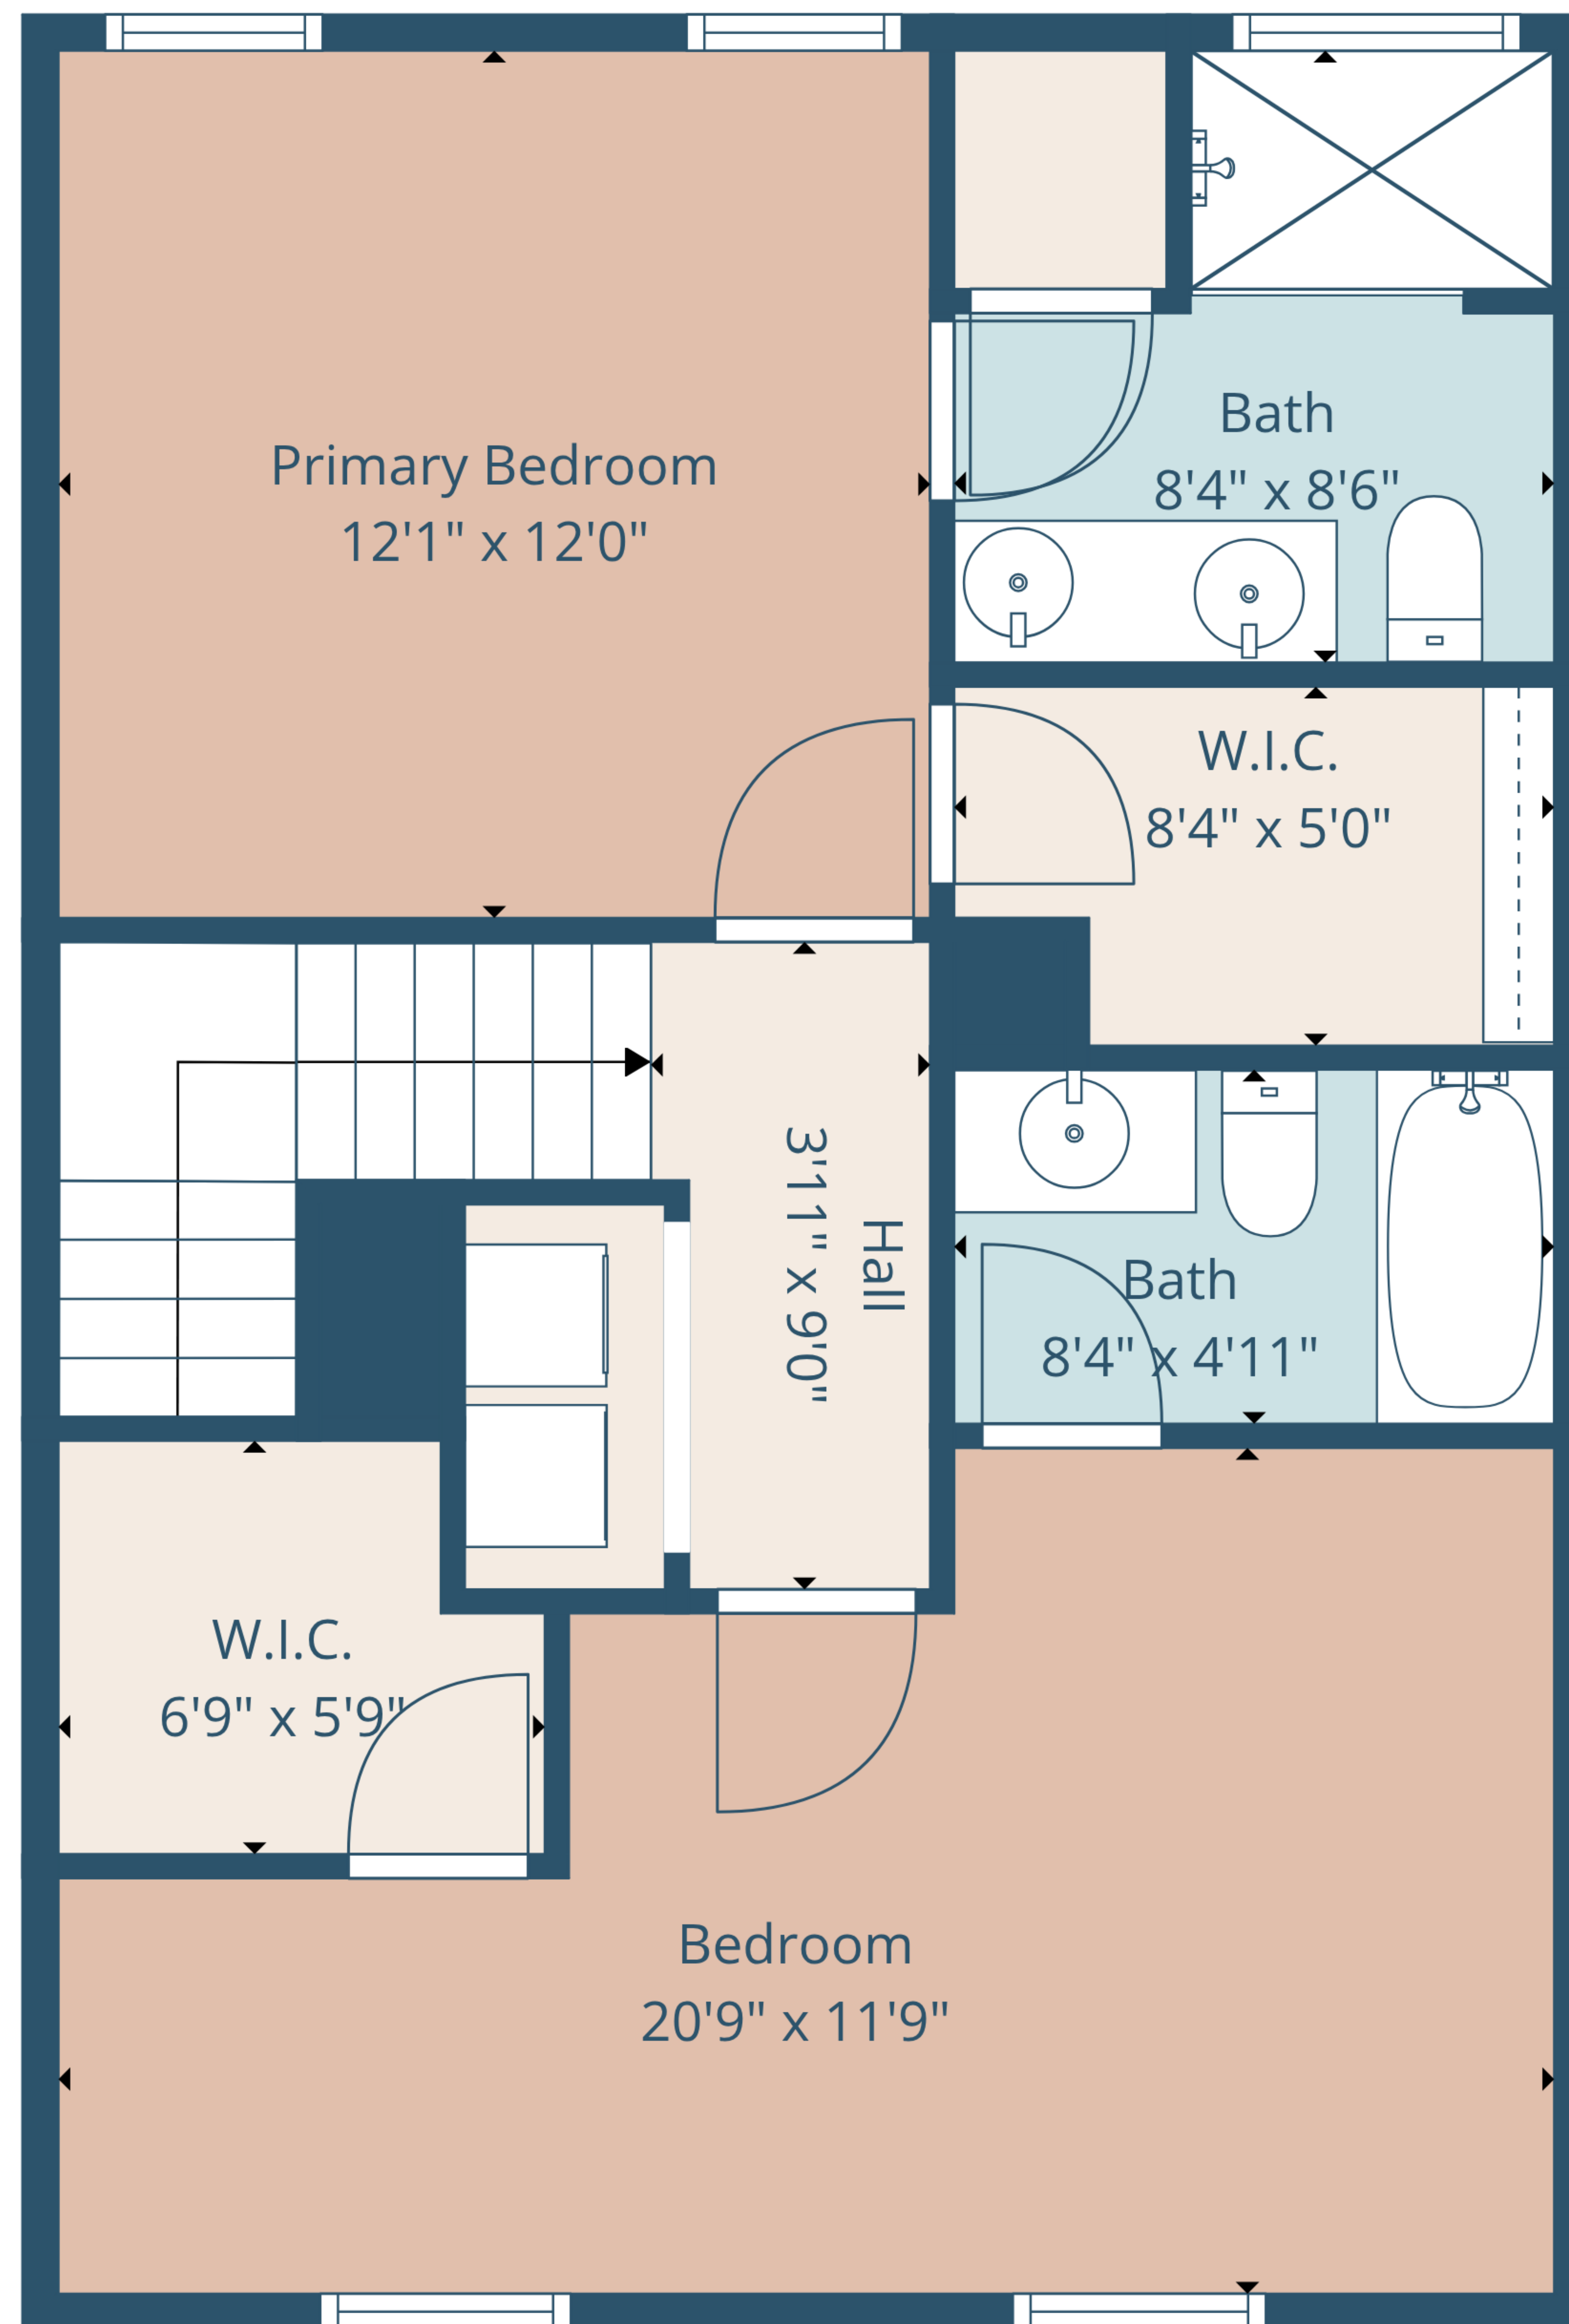 Primary Bedroom
12'1" x 12'0"
Bath
8'4" x 8'6"
W.I.C.
8'4" x 5'0"
Hall
3'11" x 9'0"
Bath
8'4" x 4'11"
W.I.C.
6'9" x 5'9"
Bedroom
20'9" x 11'9"